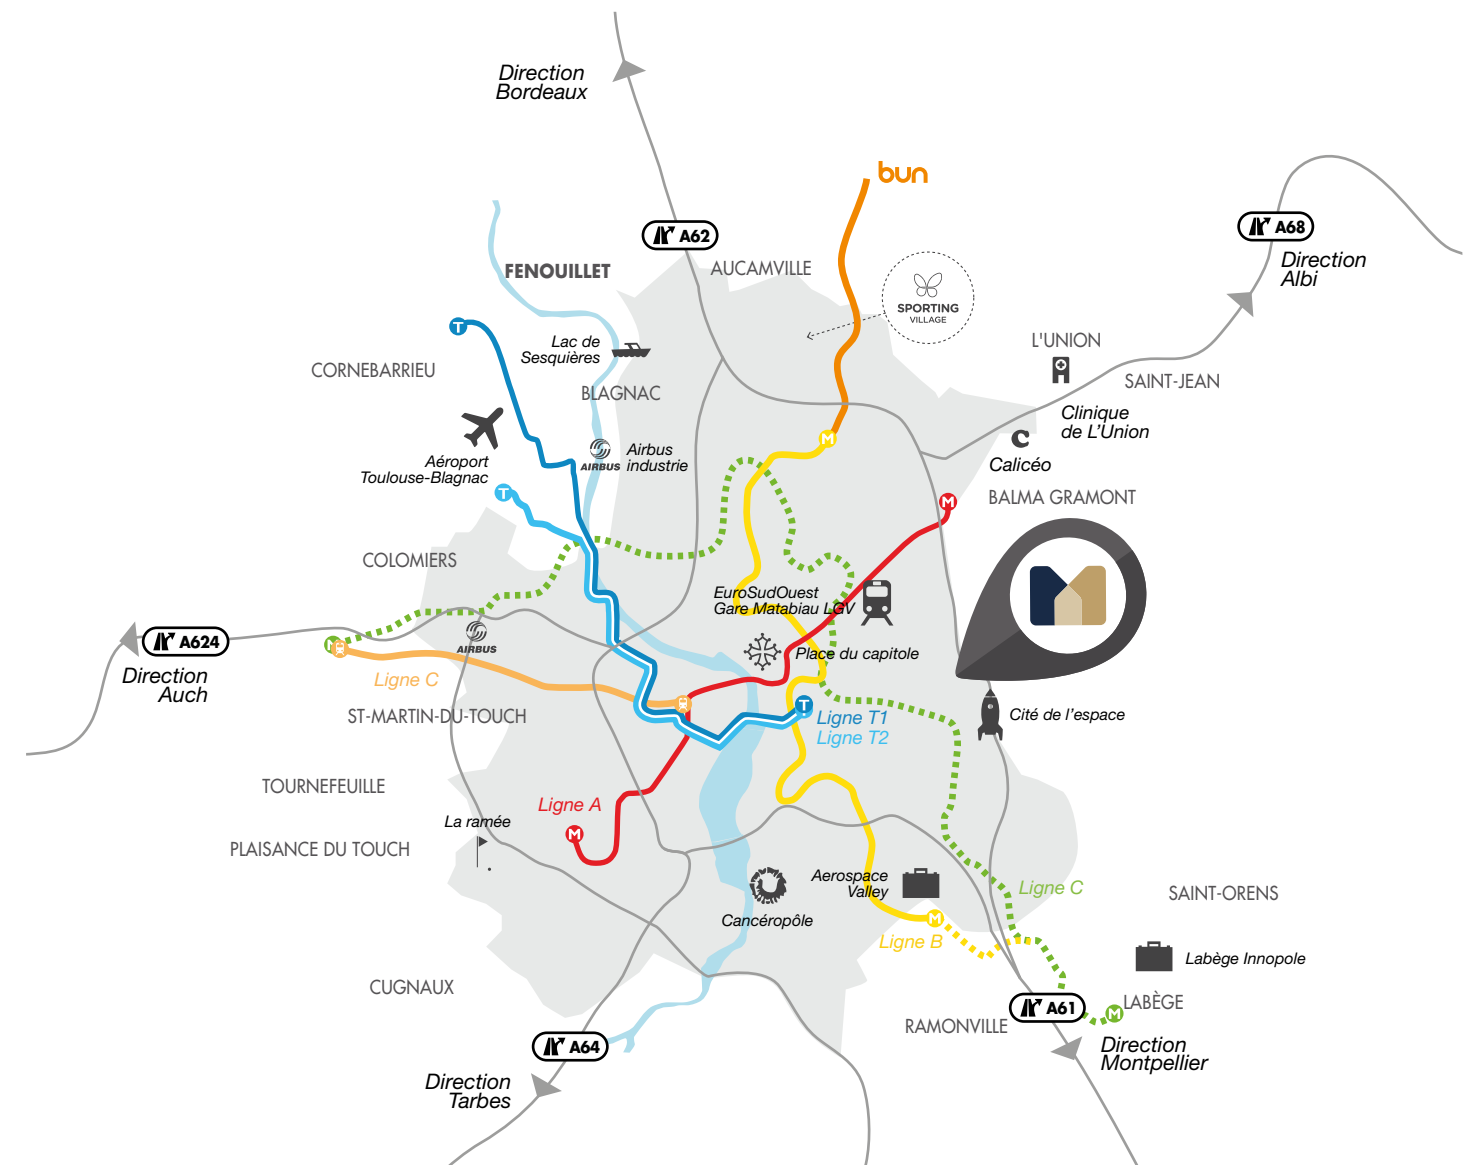 Direction
Bordeaux
bun
A62
A68
FENOUILLET
AUCAMVILLE
Direction
Albi
SPORTING
VILLAGE
T
Lac de
Sesquières
L'UNION
CORNEBARRIEU
SAINT-JEAN
BLAGNAC
Clinique
de L'Union
M
C
Airbus
industrie
AIRBUS
Aéroport
Toulouse-Blagnac
Calicéo
T
M
BALMA GRAMONT
COLOMIERS
EuroSudOuest
Gare Matabiau LGV
A624
M
AIRBUS
Place du capitole
Direction
Auch
Ligne C
ST-MARTIN-DU-TOUCH
T
Ligne T1
Ligne T2
Cité de l'espace
TOURNEFEUILLE
Ligne A
La ramée
M
PLAISANCE DU TOUCH
Aerospace
Valley
Ligne C
SAINT-ORENS
Cancéropôle
M
Ligne B
Labège Innopole
CUGNAUX
A61
M
LABÈGE
RAMONVILLE
A64
Direction
Montpellier
Direction
Tarbes